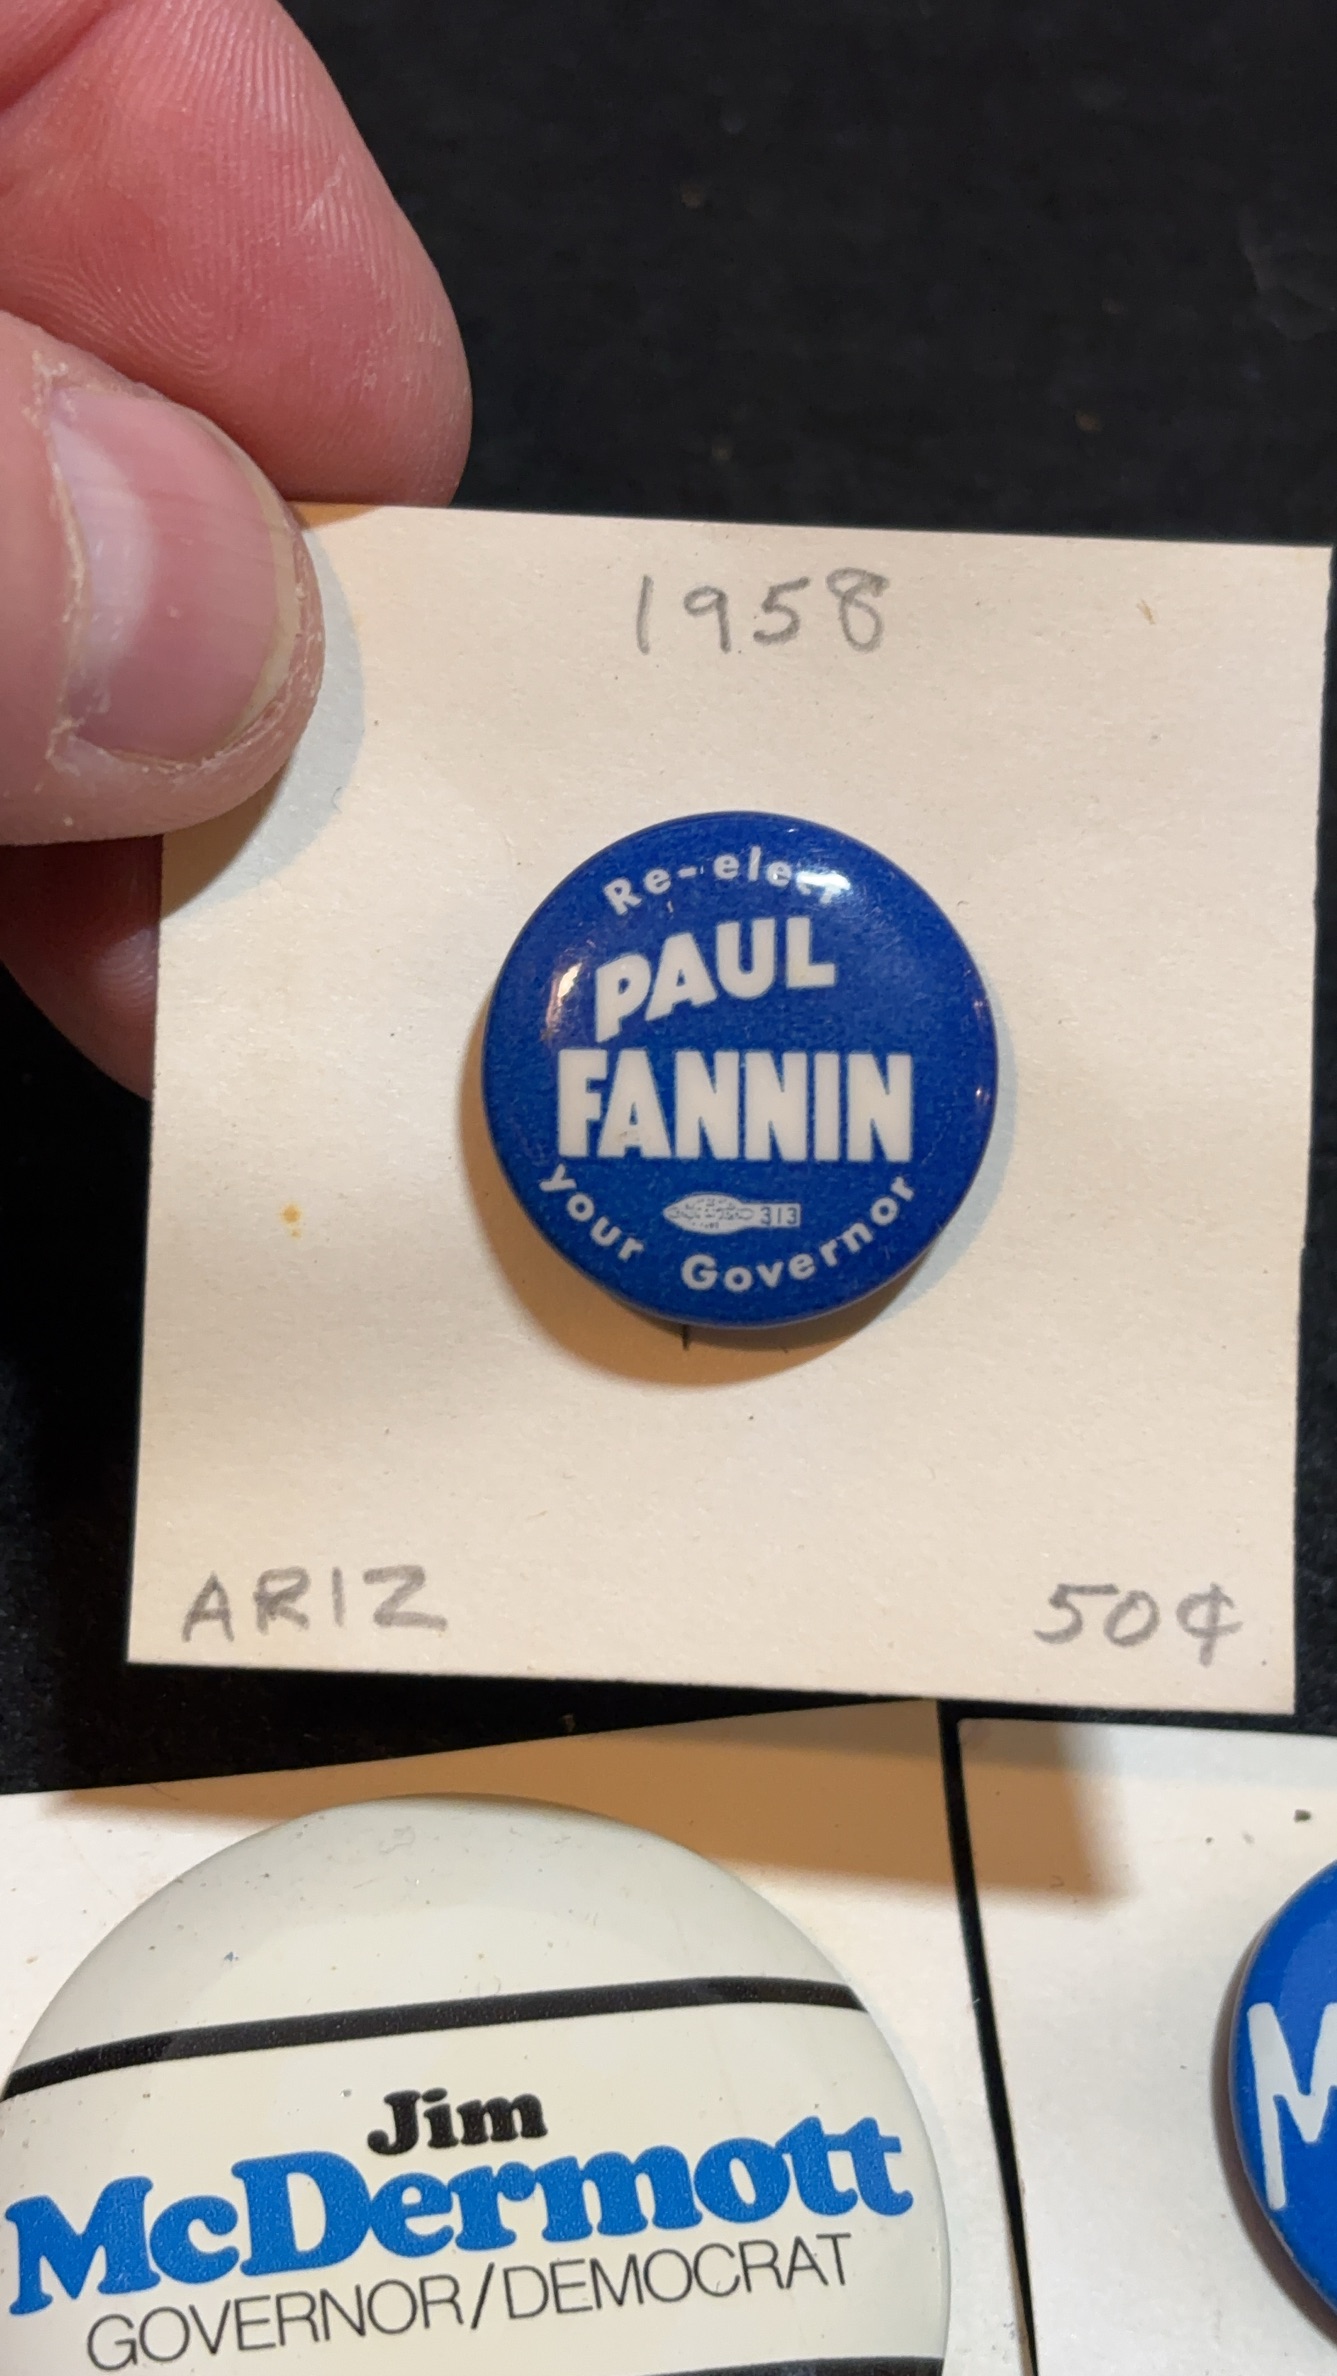 1958
Re-elect
PAUL
FANNIN
313
your Governor
ARIZ
50¢
Jim
McDermott
GOVERNOR/DEMOCRAT
M